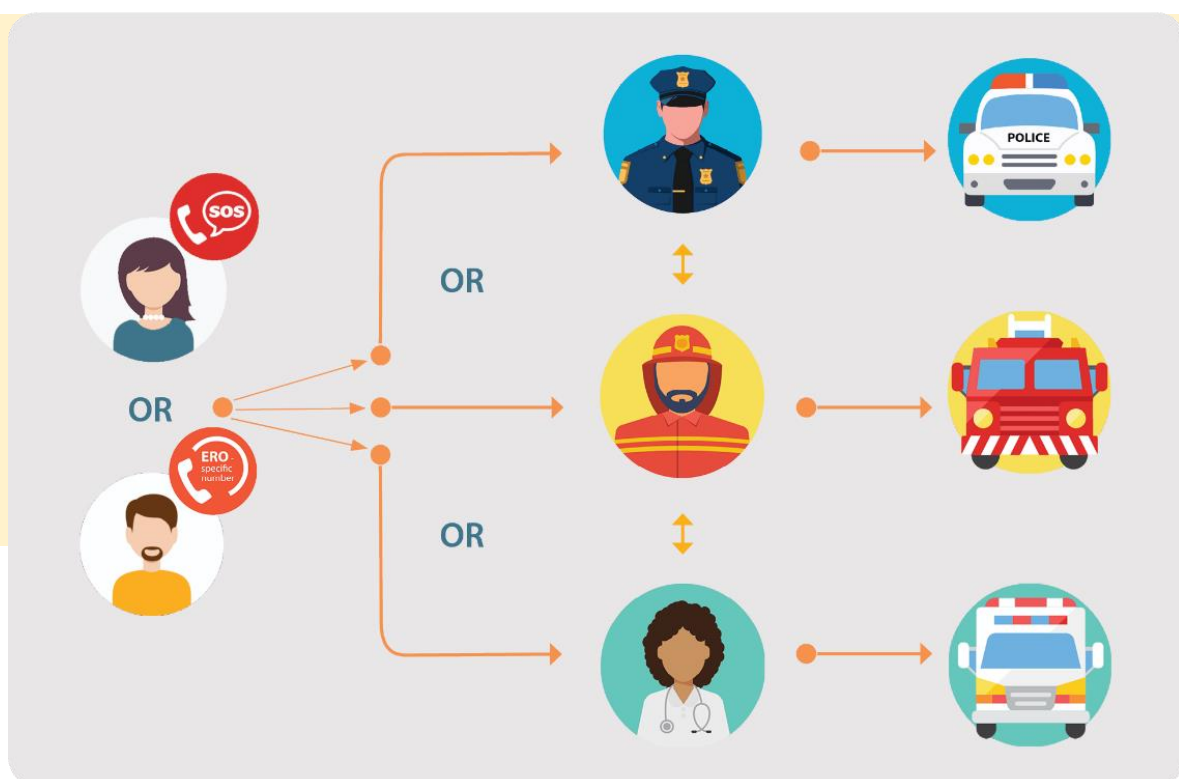 SOS
OR
ERO -
specific
number
OR
OR
POLICE